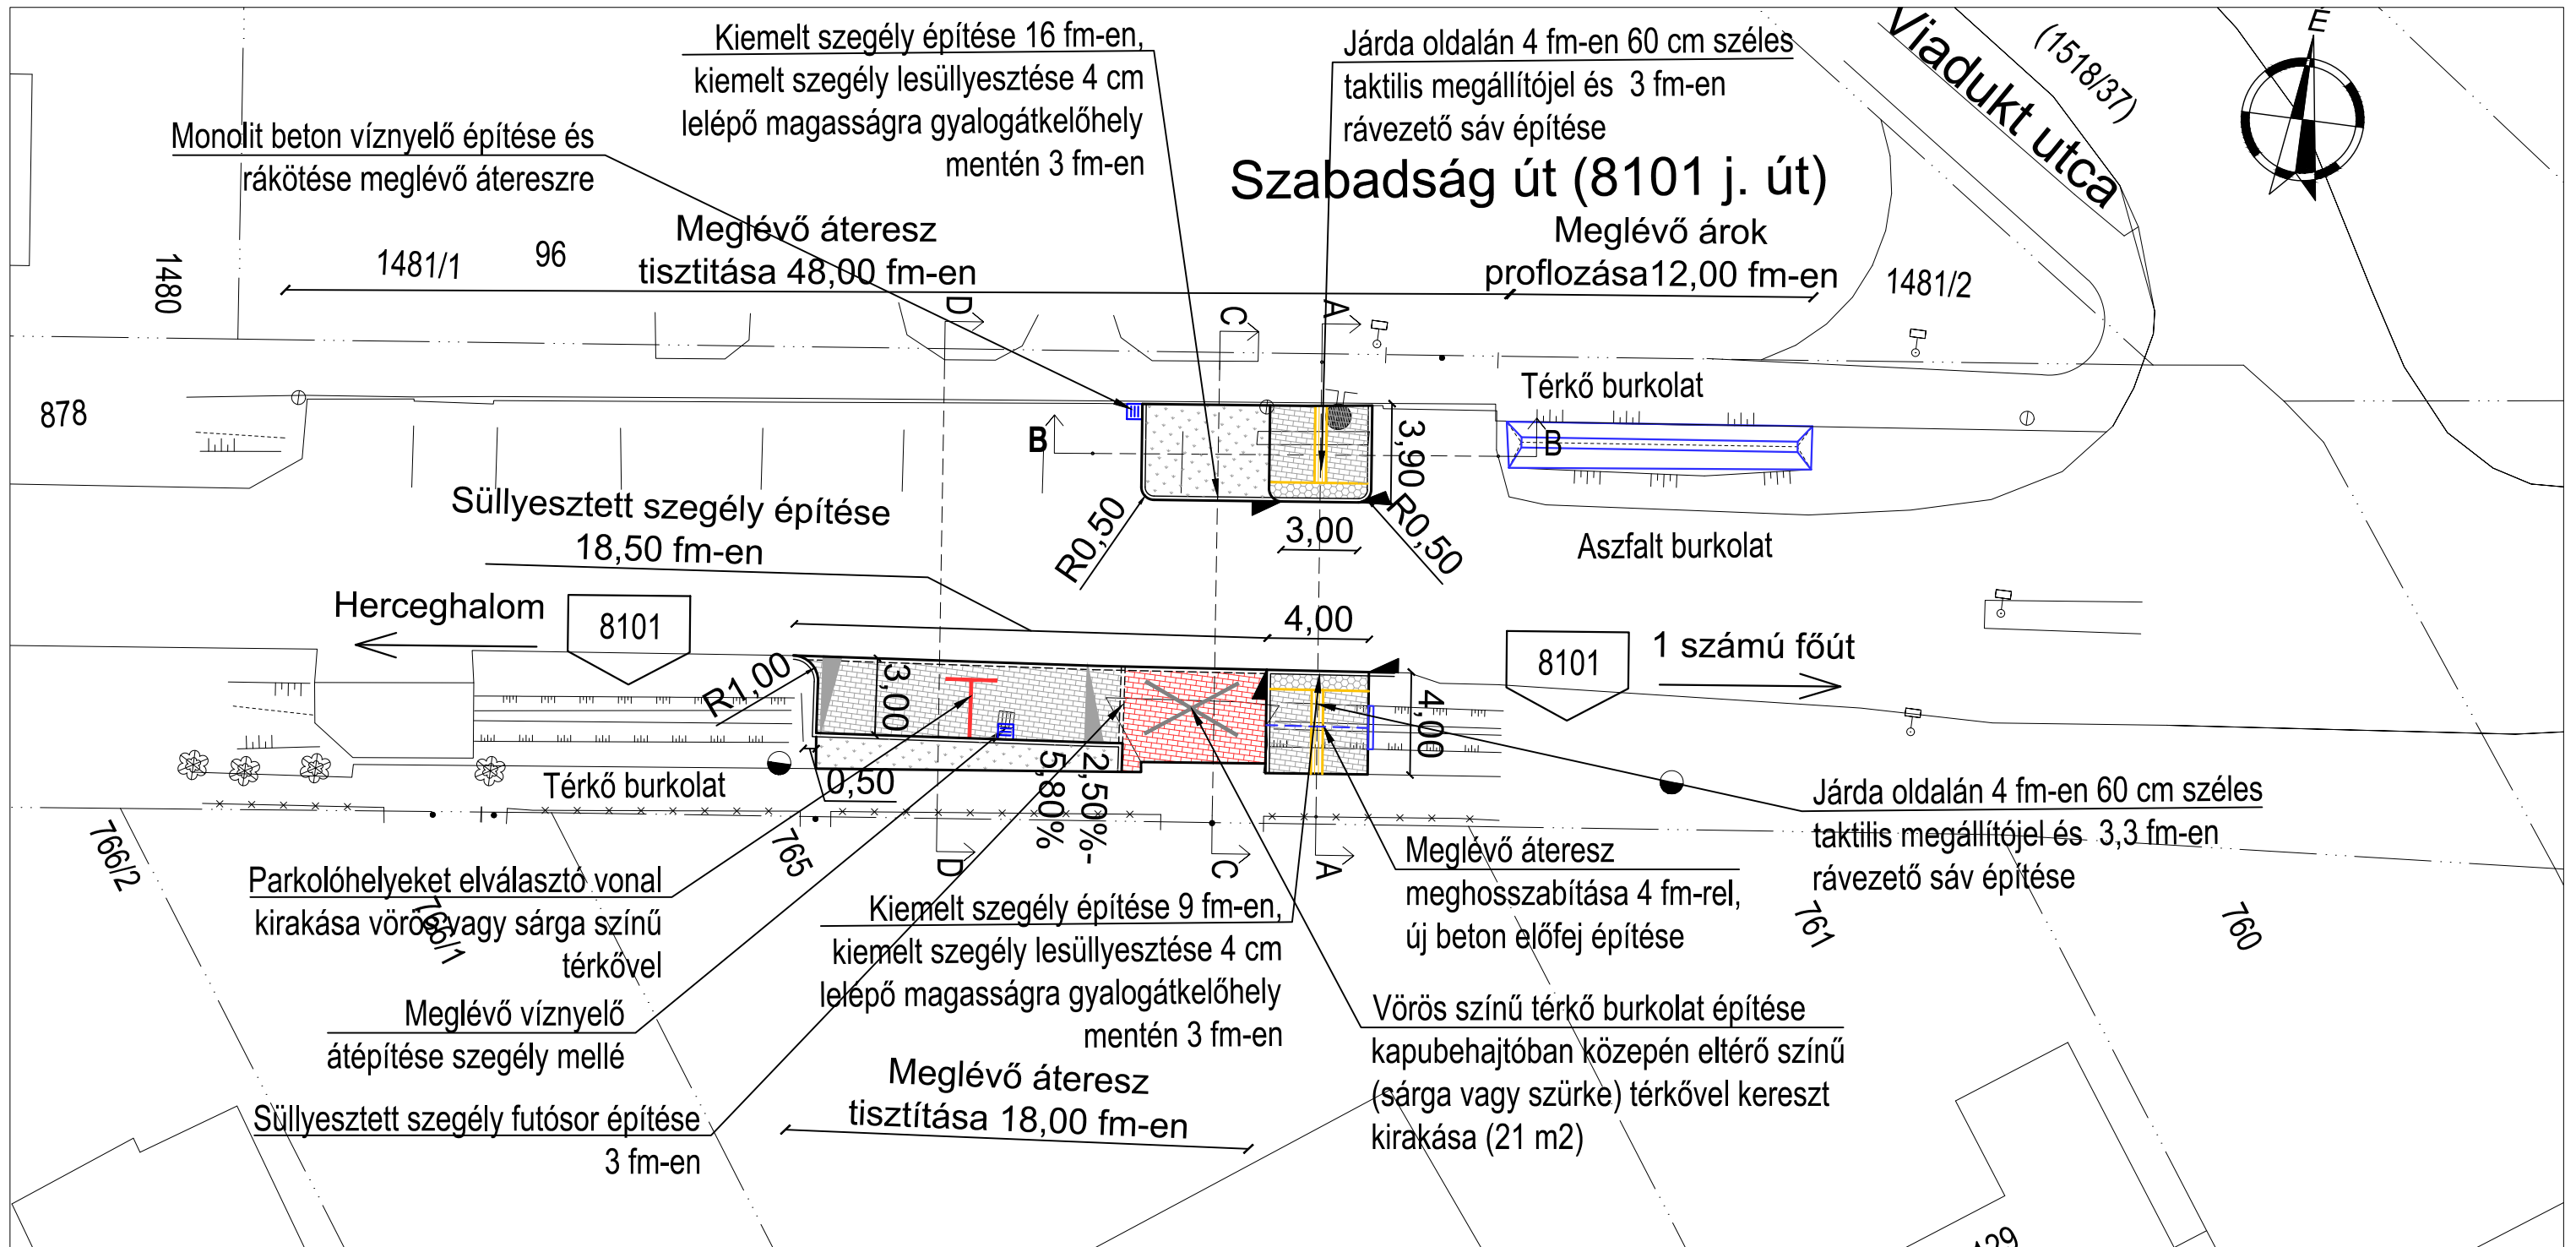 Kiemelt szegély építése 16 fm-en,
kiemelt szegély lesüllyesztése 4 cm
lelépő magasságra gyalogátkelőhely
mentén 3 fm-en
Járda oldalán 4 fm-en 60 cm széles
taktilis megállítójel és 3 fm-en
rávezető sáv építése
Viadukt utca
(1518/37)
É
Monolit beton víznyelő építése és
rákötése meglévő átereszre
Szabadság út (8101 j. út)
Meglévő áteresz
tisztitása 48,00 fm-en
Meglévő árok
proflozása12,00 fm-en
1480
1481/1
96
1481/2
D
C
A
878
Térkő burkolat
B
B
3,90
Süllyesztett szegély építése
18,50 fm-en
R0,50
3,00
R0,50
Aszfalt burkolat
Herceghalom
8101
4,00
8101
1 számú főút
R1,00
3,00
4,00
Térkő burkolat
0,50
2,50%-
5,80%
766/2
766/1
765
D
C
A
761
760
Járda oldalán 4 fm-en 60 cm széles
taktilis megállítójel és 3,3 fm-en
rávezető sáv építése
Parkolóhelyeket elválasztó vonal
kirakása vörös vagy sárga színű
térkővel
Meglévő áteresz
meghosszabítása 4 fm-rel,
új beton előfej építése
Kiemelt szegély építése 9 fm-en,
kiemelt szegély lesüllyesztése 4 cm
lelépő magasságra gyalogátkelőhely
mentén 3 fm-en
Meglévő víznyelő
átépítése szegély mellé
Vörös színű térkő burkolat építése
kapubehajtóban közepén eltérő színű
(sárga vagy szürke) térkővel kereszt
kirakása (21 m2)
Meglévő áteresz
tisztítása 18,00 fm-en
Süllyesztett szegély futósor építése
3 fm-en